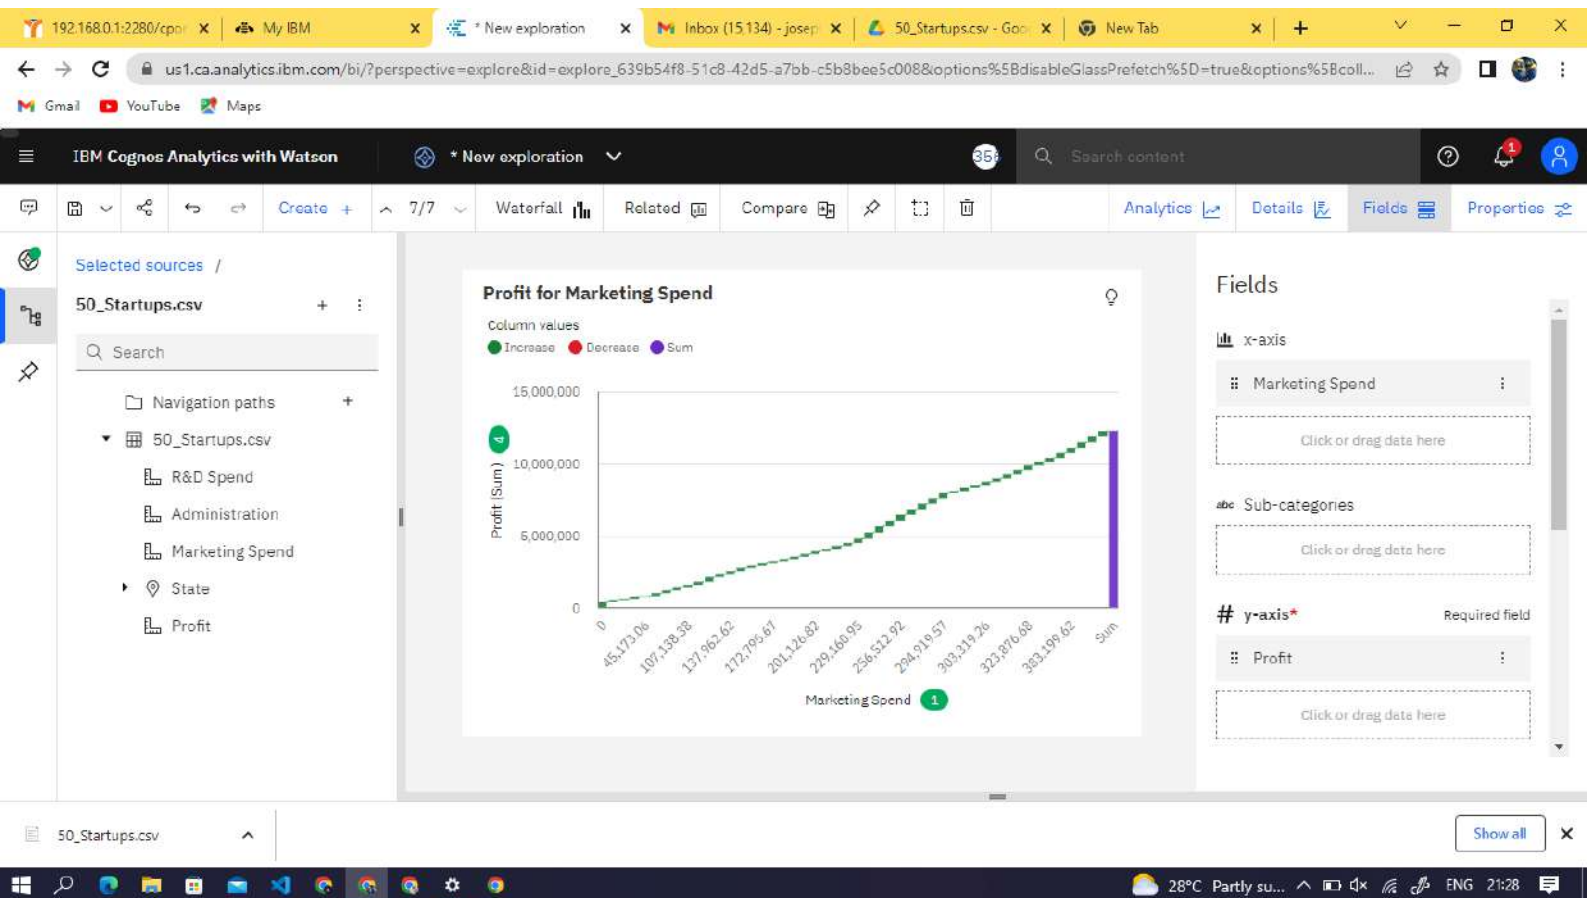 192.168.0.1:2280/cpor
My IBM
* New exploration
Inbox (15,134) - josep
50_Startups.csv - Goo
New Tab
us1.ca.analytics.ibm.com/bi/?perspective=explore&id=explore_639b54f8-51c8-42d5-a7bb-c5b8bee5c008&options%5BdisableGlassPrefetch%5D=true&options%5Bcoll...
Gmail
YouTube
Maps
IBM Cognos Analytics with Watson
* New exploration
Search content
1
Create +
7/7
Waterfall
Related
Compare
Analytics
Details
Fields
Properties
Selected sources /
50_Startups.csv
Search
Navigation paths
50_Startups.csv
R&D Spend
Administration
Marketing Spend
State
Profit
Profit for Marketing Spend
Column values
Increase
Decrease
Sum
15,000,000
10,000,000
5,000,000
0
Profit (Sum)
4
0
45,173.06
107,138.38
137,962.62
172,795.67
201,126.82
229,160.95
256,512.92
294,919.57
303,319.26
323,876.68
383,199.62
Sum
Marketing Spend
1
Fields
x-axis
Marketing Spend
Click or drag data here
abc Sub-categories
Click or drag data here
# y-axis*
Required field
Profit
Click or drag data here
50_Startups.csv
Show all
28°C Partly su...
ENG
21:28